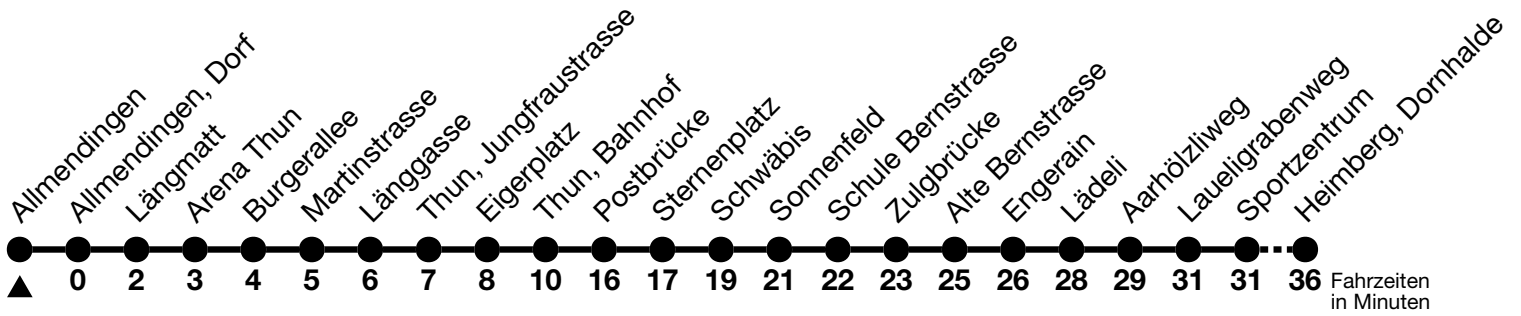 Allmendingen
Allmendingen, Dorf
Längmatt
Arena Thun
Burgerallee
Martinstrasse
Länggasse
Thun, Jungfraustrasse
Eigerplatz
Thun, Bahnhof
Postbrücke
Sternenplatz
Schwäbis
Sonnenfeld
Schule Bernstrasse
Zulgbrücke
Alte Bernstrasse
Engerain
Lädeli
Aarhölzliweg
Laueligrabenweg
Sportzentrum
Heimberg, Dornhalde
0 2 3 4 5 6 7 8 10 16 17 19 21 22 23 25 26 28 29 31 31 36 Fahrzeiten
in Minuten